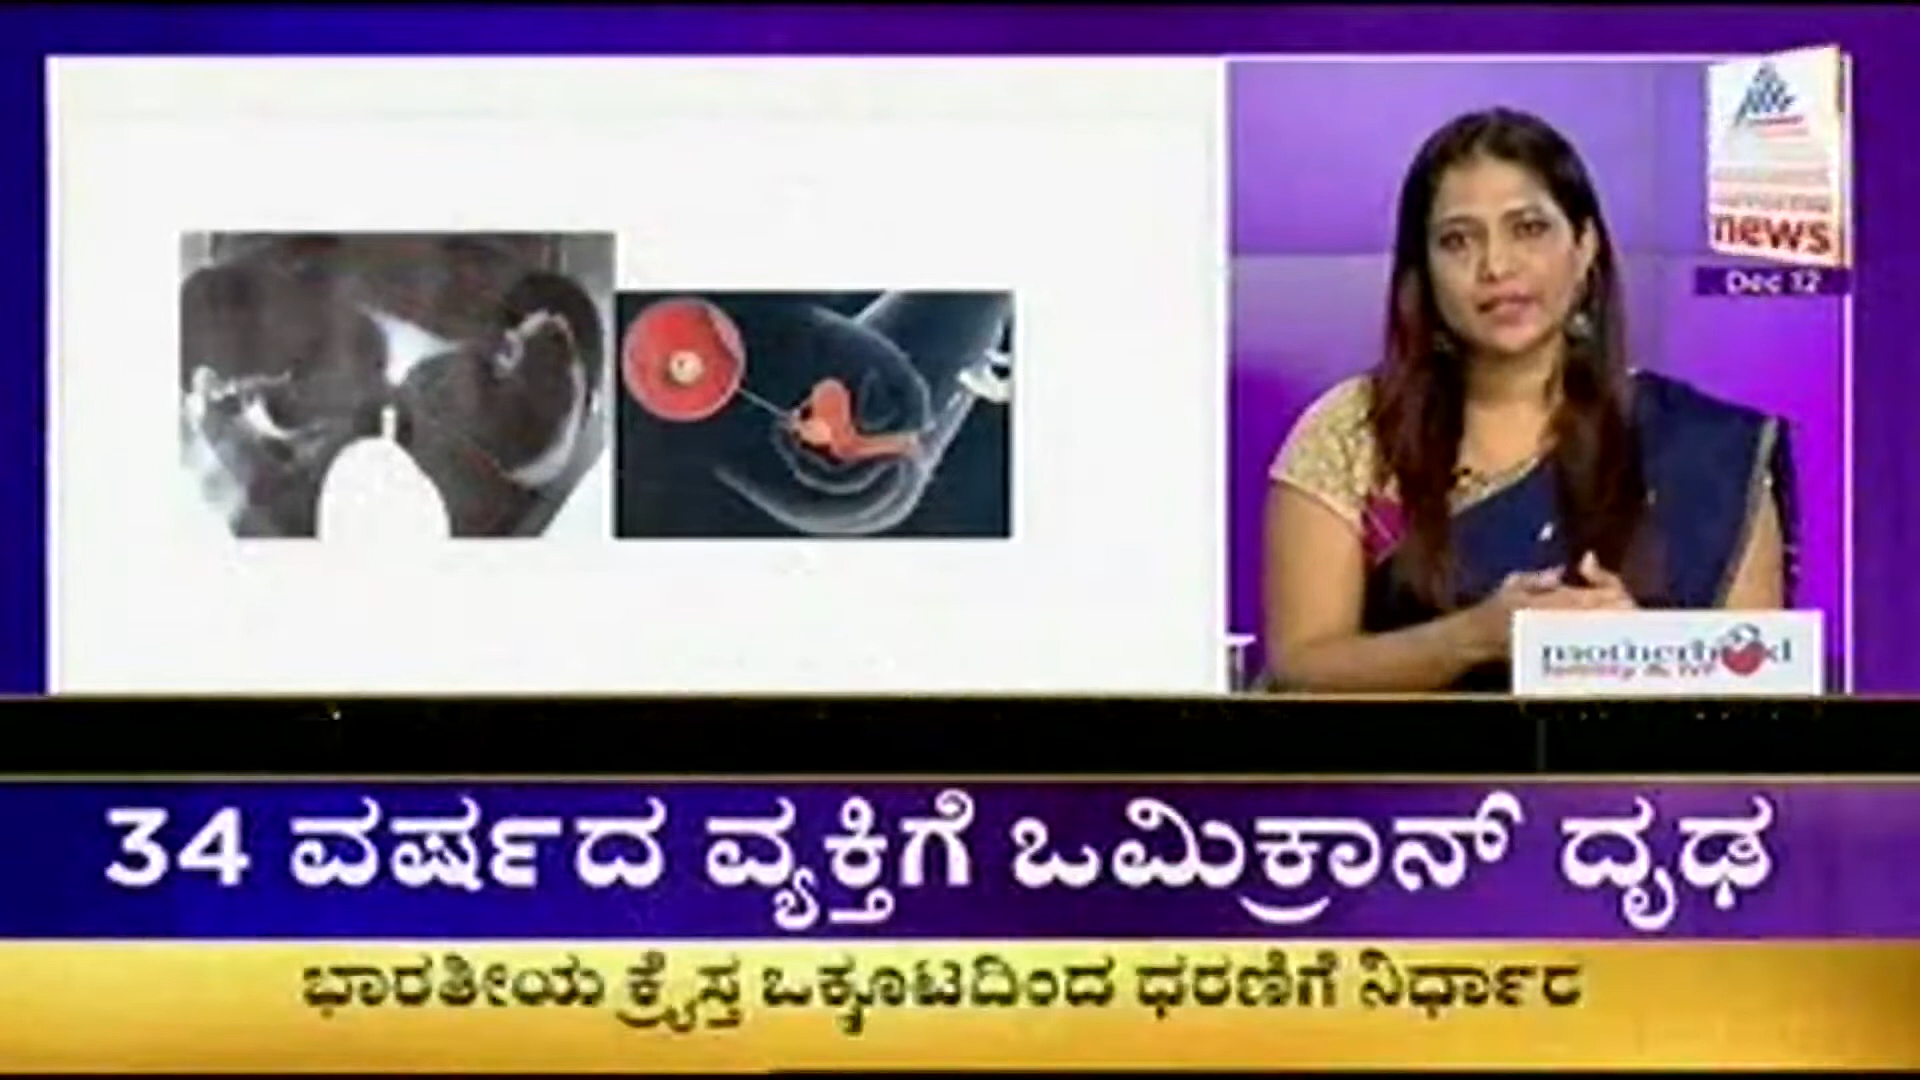 news
Dec 12
motherhood
34 ವರ್ಷದ ವ್ಯಕ್ತಿಗೆ ಒಮಿಕ್ರಾನ್ ದೃಢ
ಭಾರತೀಯ ಕ್ರೈಸ್ತ ಒಕ್ಕೂಟದಿಂದ ಧರಣಿಗೆ ನಿರ್ಧಾರ